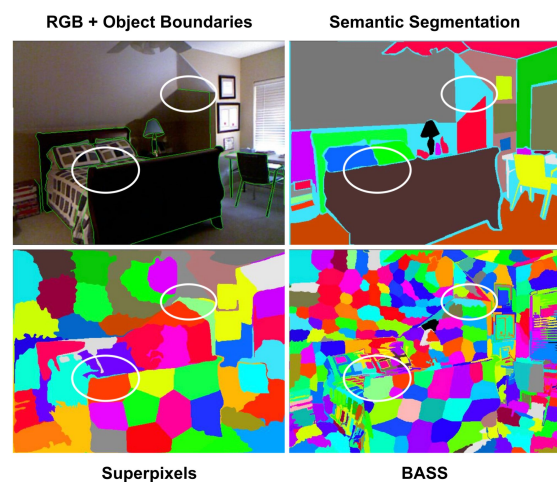 RGB + Object Boundaries
Semantic Segmentation
Superpixels
BASS